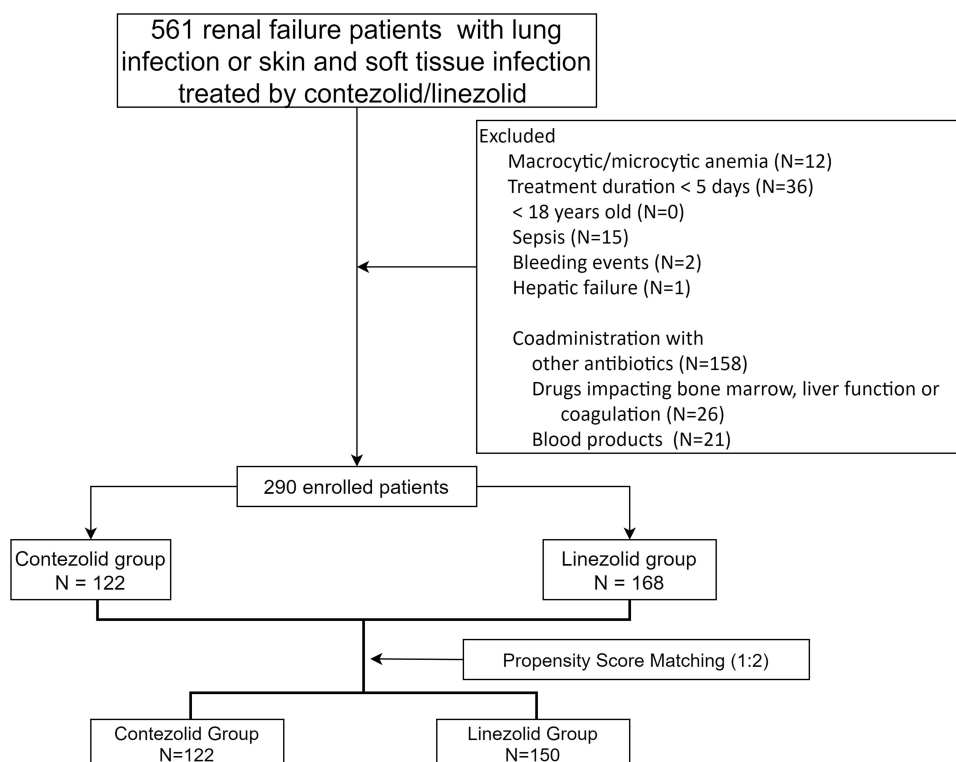 561 renal failure patients with lung
infection or skin and soft tissue infection
treated by contezolid/linezolid
Excluded
Macrocytic/microcytic anemia (N=12)
Treatment duration < 5 days (N=36)
< 18 years old (N=0)
Sepsis (N=15)
Bleeding events (N=2)
Hepatic failure (N=1)
Coadministration with
other antibiotics (N=158)
Drugs impacting bone marrow, liver function or
coagulation (N=26)
Blood products (N=21)
290 enrolled patients
Contezolid group
N = 122
Linezolid group
N = 168
Propensity Score Matching (1:2)
Contezolid Group
N=122
Linezolid Group
N=150